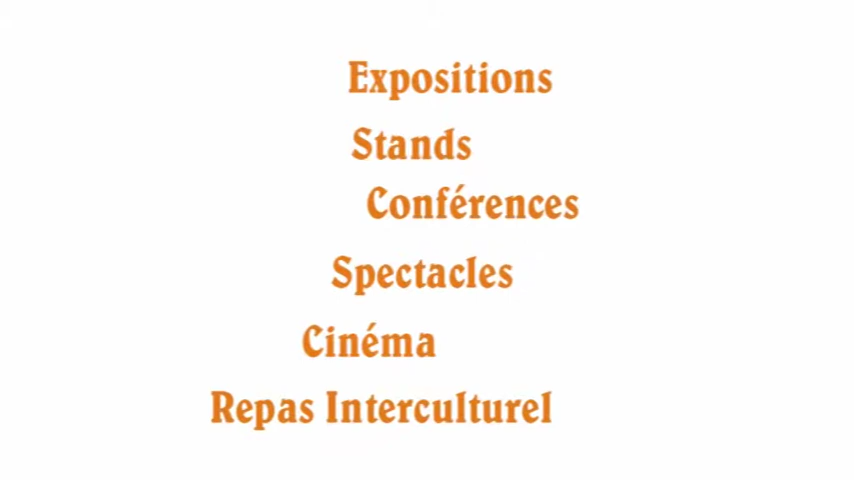 Expositions
Stands
Conférences
Spectacles
Cinéma
Repas Interculturel